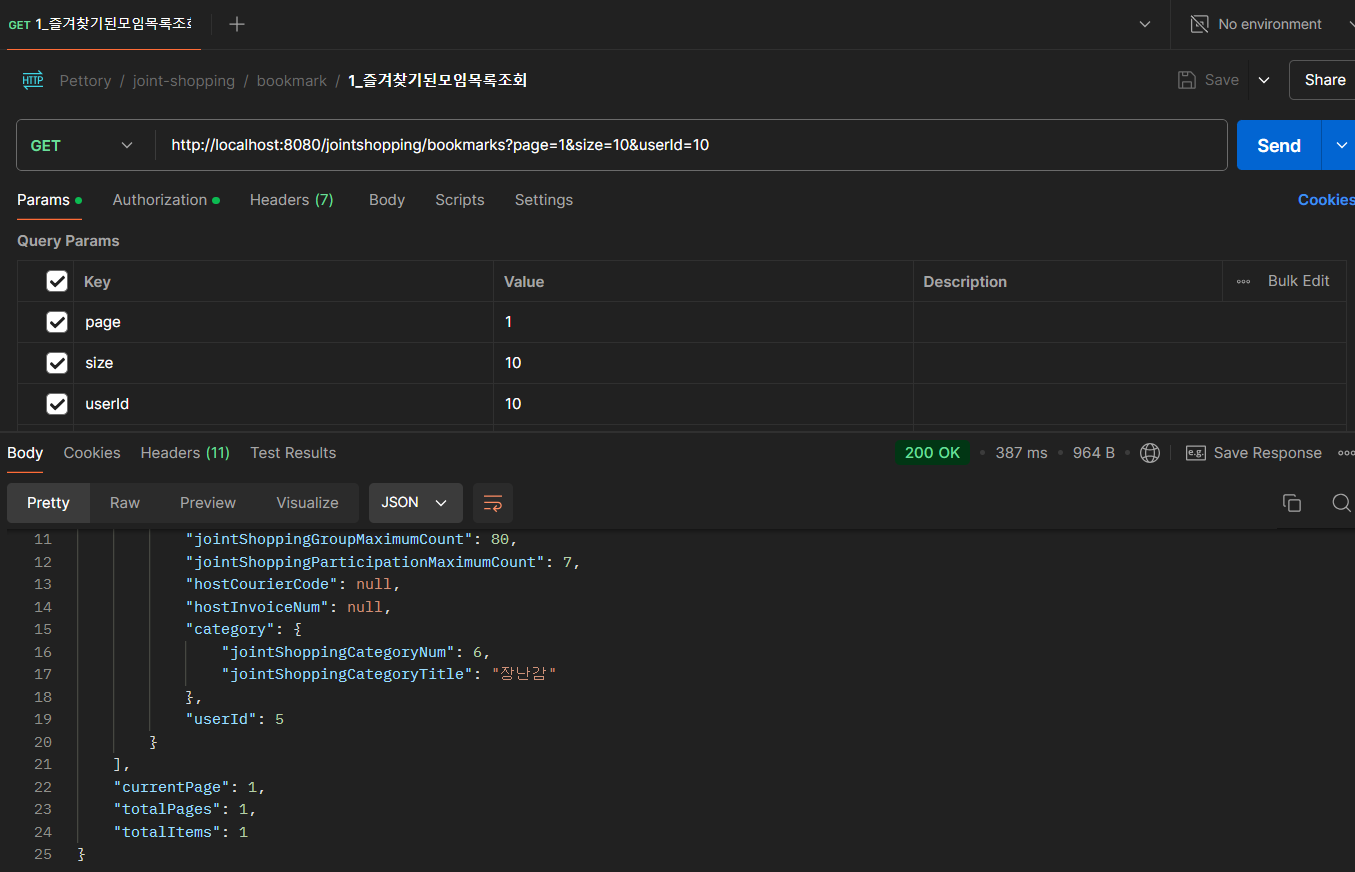 GET 1_즐겨찾기된모임목록조회
No environment
HTTP Pettory / joint-shopping / bookmark / 1_즐겨찾기된모임목록조회 Save Share
GET http://localhost:8080/jointshopping/bookmarks?page=1&size=10&userId=10 Send
Params Authorization Headers (7) Body Scripts Settings Cookies
Query Params
Key Value Description Bulk Edit
page 1
size 10
userId 10
Body Cookies Headers (11) Test Results 200 OK 387 ms 964 B e.g. Save Response
Pretty Raw Preview Visualize JSON
11 "jointShoppingGroupMaximumCount": 80,
12 "jointShoppingParticipationMaximumCount": 7,
13 "hostCourierCode": null,
14 "hostInvoiceNum": null,
15 "category": {
16 "jointShoppingCategoryNum": 6,
17 "jointShoppingCategoryTitle": "장난감"
18 },
19 "userId": 5
20 }
21 ],
22 "currentPage": 1,
23 "totalPages": 1,
24 "totalItems": 1
25 }